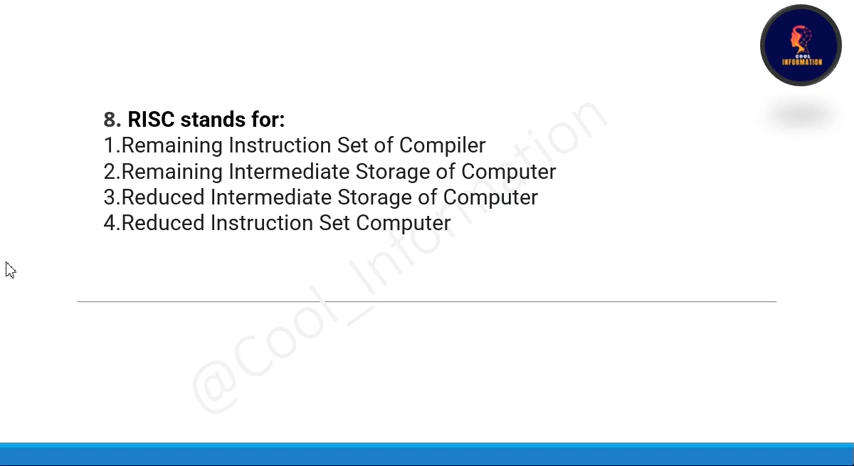 COOL
INFORMATION
8. RISC stands for:
1.Remaining Instruction Set of Compiler
2.Remaining Intermediate Storage of Computer
3.Reduced Intermediate Storage of Computer
4.Reduced Instruction Set Computer
@Cool_Information